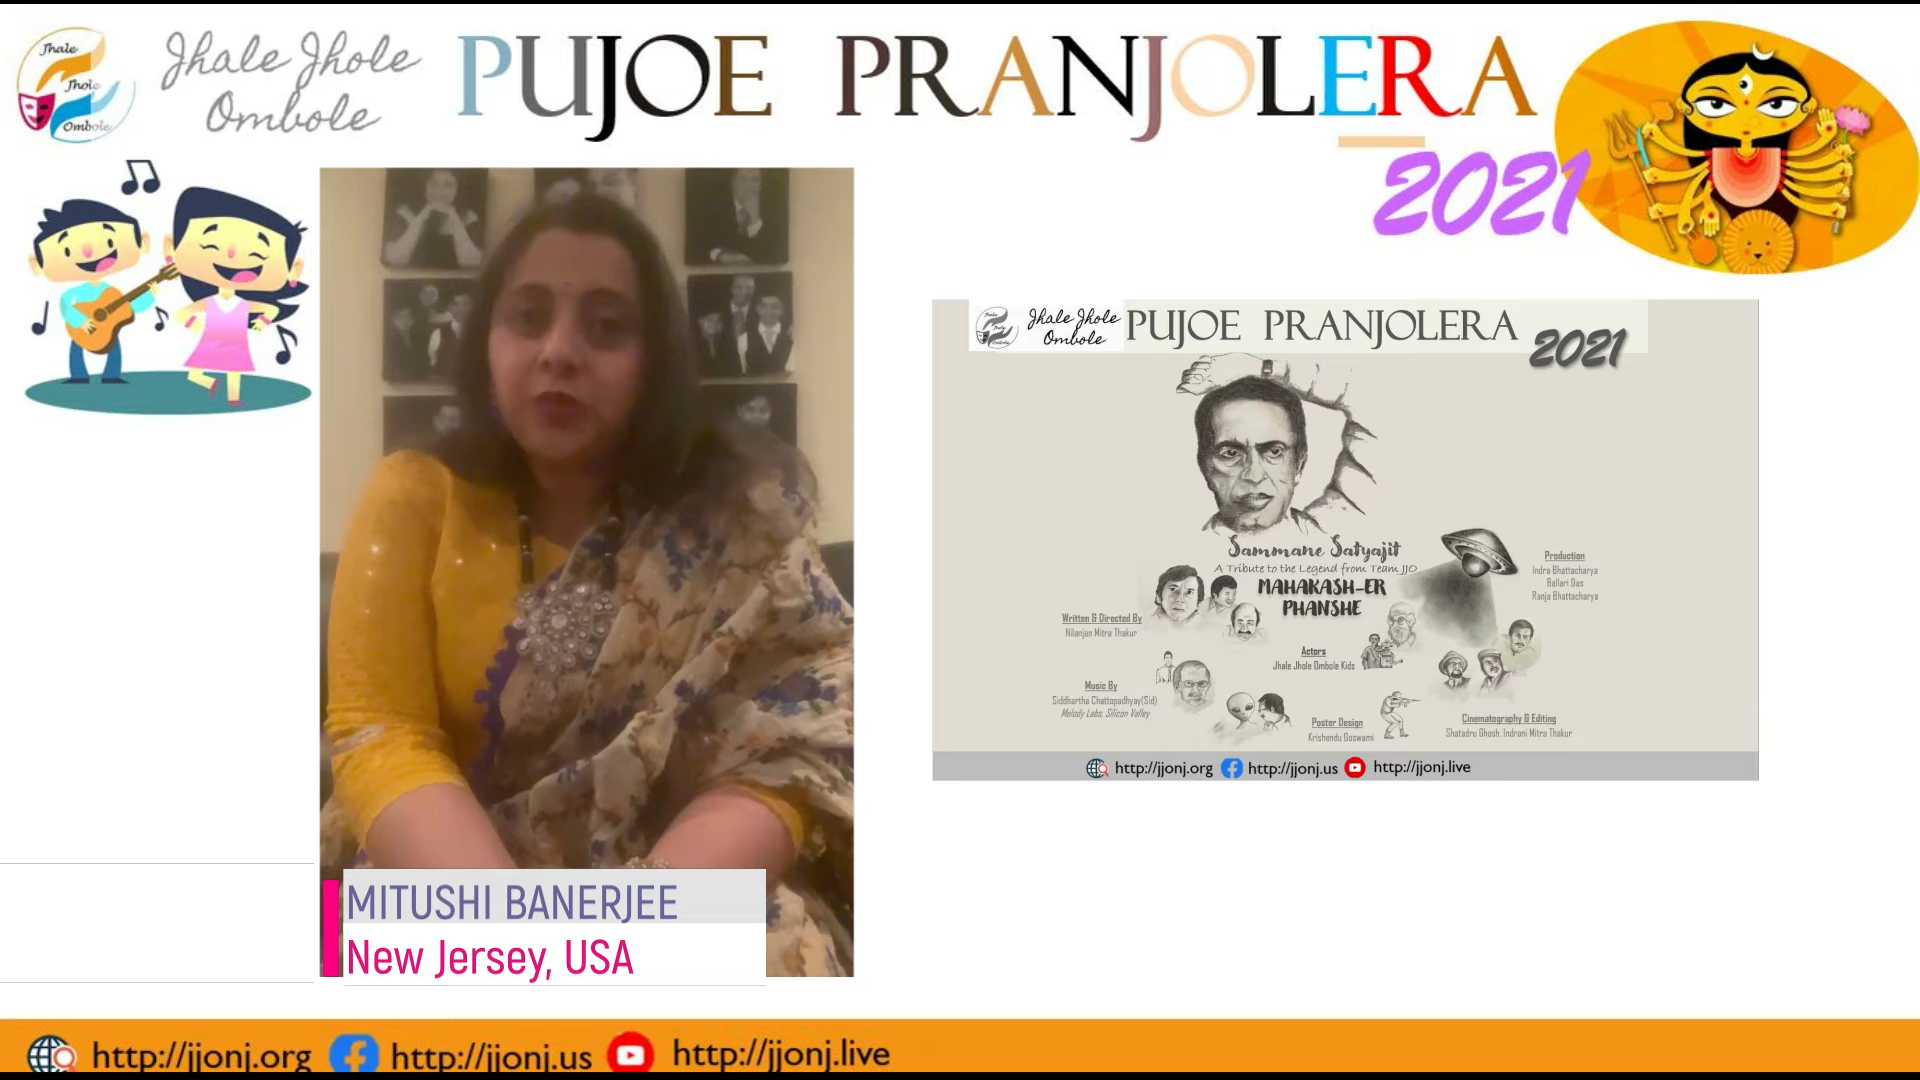 Jhale
Jhole
Ombole
Jhale Jhole
Ombole
PUJOE PRANJOLERA
2021
Jhale Jhole
Ombole
PUJOE PRANJOLERA
2021
Sammane Satyajit
A Tribute to the Legend from Team JJO
MAHAKASH-ER
PHANSHE
Production
Indra Bhattacharya
Ballari Das
Ranja Bhattacharya
Written & Directed By
Nilanjan Mitra Thakur
Actors
Jhale Jhole Ombole Kids
Music By
Siddhartha Chattopadhyay(Sid)
Melody Labs: Silicon Valley
Poster Design
Krishendu Goswami
Cinematography & Editing
Shatadru Ghosh, Indrani Mitra Thakur
http://jjonj.org http://jjonj.us http://jjonj.live
MITUSHI BANERJEE
New Jersey, USA
http://jjonj.org http://jjonj.us http://jjonj.live